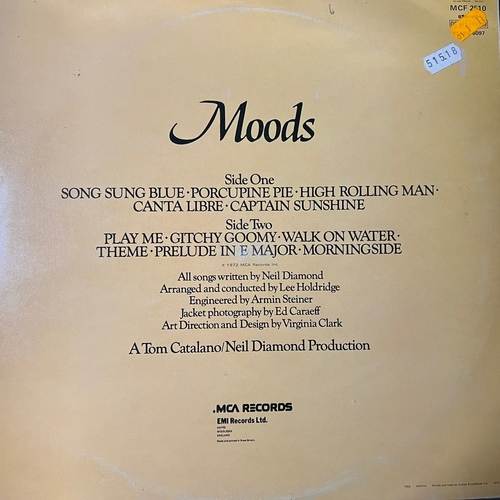 MCF 2510
51518
Moods
Side One
SONG SUNG BLUE·PORCUPINE PIE·HIGH ROLLING MAN·
CANTA LIBRE·CAPTAIN SUNSHINE
Side Two
PLAY ME·GITCHY GOOMY·WALK ON WATER·
THEME·PRELUDE IN E MAJOR·MORNINGSIDE
℗ 1972 MCA Records Inc
All songs written by Neil Diamond
Arranged and conducted by Lee Holdridge
Engineered by Armin Steiner
Jacket photography by Ed Caraeff
Art Direction and Design by Virginia Clark
A Tom Catalano/Neil Diamond Production
.MCA RECORDS
EMI Records Ltd.